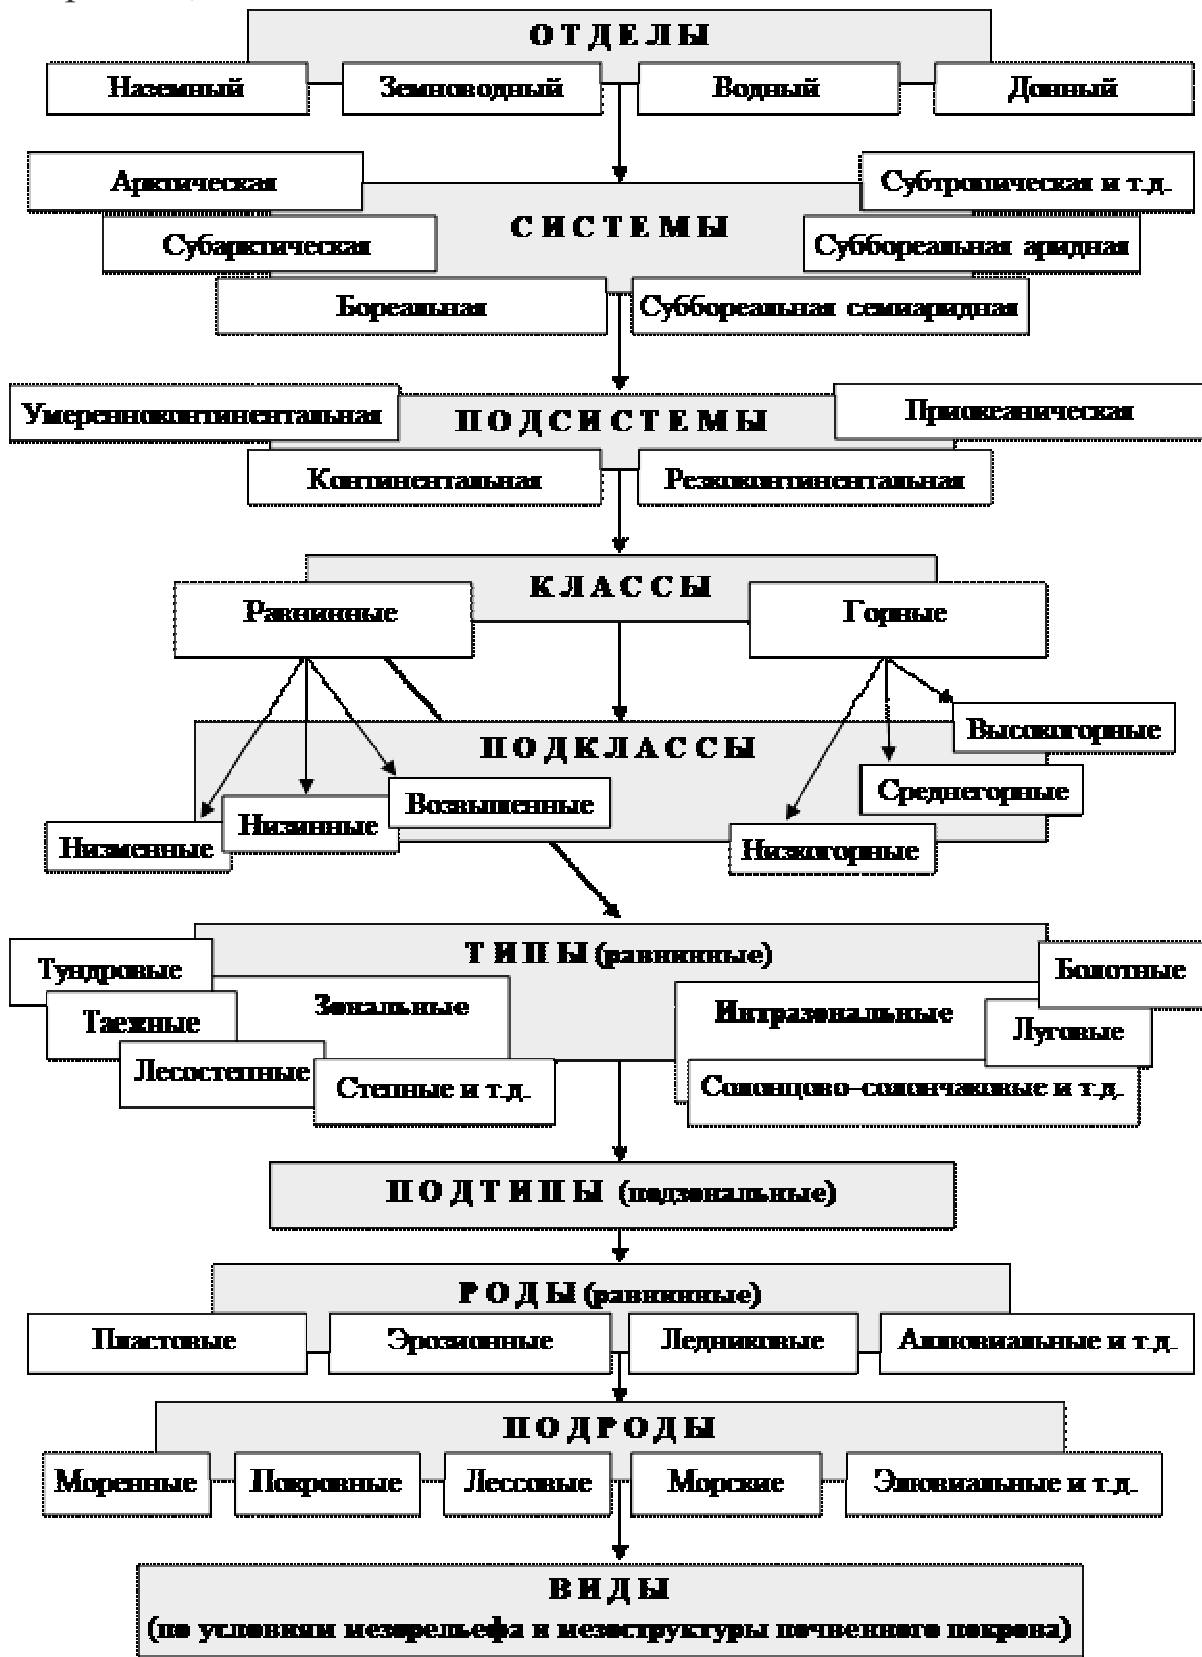 ОТДЕЛЫ
Наземный
Земноводный
Водный
Донный
Арктическая
Субтропическая и т.д.
СИСТЕМЫ
Субарктическая
Суббореальная аридная
Бореальная
Суббореальная семиаридная
Умеренноконтинентальная
ПОДСИСТЕМЫ
Приокеаническая
Континентальная
Резкоконтинентальная
КЛАССЫ
Равнинные
Горные
ПОДКЛАССЫ
Высокогорные
Среднегорные
Возвышенные
Низинные
Низменные
Низкогорные
ТИПЫ (равнинные)
Тундровые
Болотные
Зональные
Интразональные
Таежные
Луговые
Лесостепные
Степные и т.д.
Солонцово-солончаковые и т.д.
ПОДТИПЫ (подзональные)
РОДЫ (равнинные)
Пластовые
Эрозионные
Ледниковые
Аллювиальные и т.д.
ПОДРОДЫ
Моренные
Покровные
Лессовые
Морские
Элювиальные и т.д.
ВИДЫ
(по условиям мезорельефа и мезоструктуры почвенного покрова)